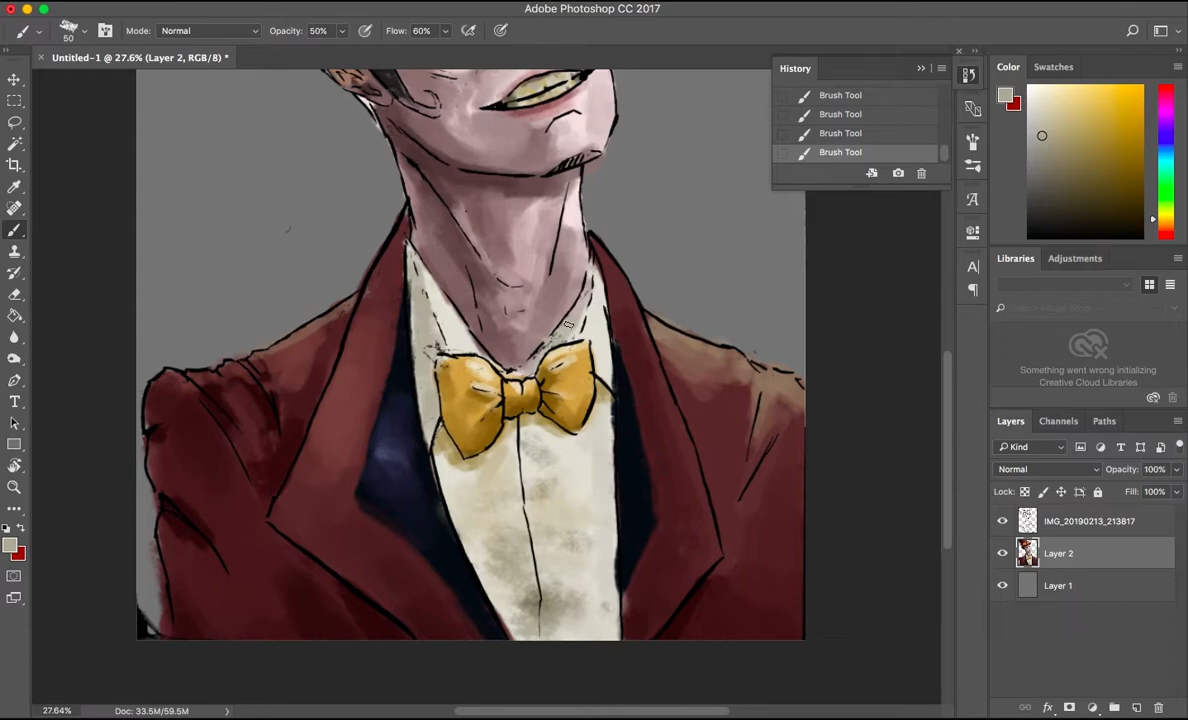 Adobe Photoshop CC 2017
50
Mode: Normal
Opacity: 50%
Flow: 60%
Untitled-1 @ 27.6% (Layer 2, RGB/8) *
History
Brush Tool
Brush Tool
Brush Tool
Brush Tool
Color
Swatches
Libraries
Adjustments
Something went wrong initializing
Creative Cloud Libraries
Layers
Channels
Paths
Kind
Normal
Opacity: 100%
Lock:
Fill: 100%
IMG_20190213_213817
Layer 2
Layer 1
27.64%
Doc: 33.5M/59.5M